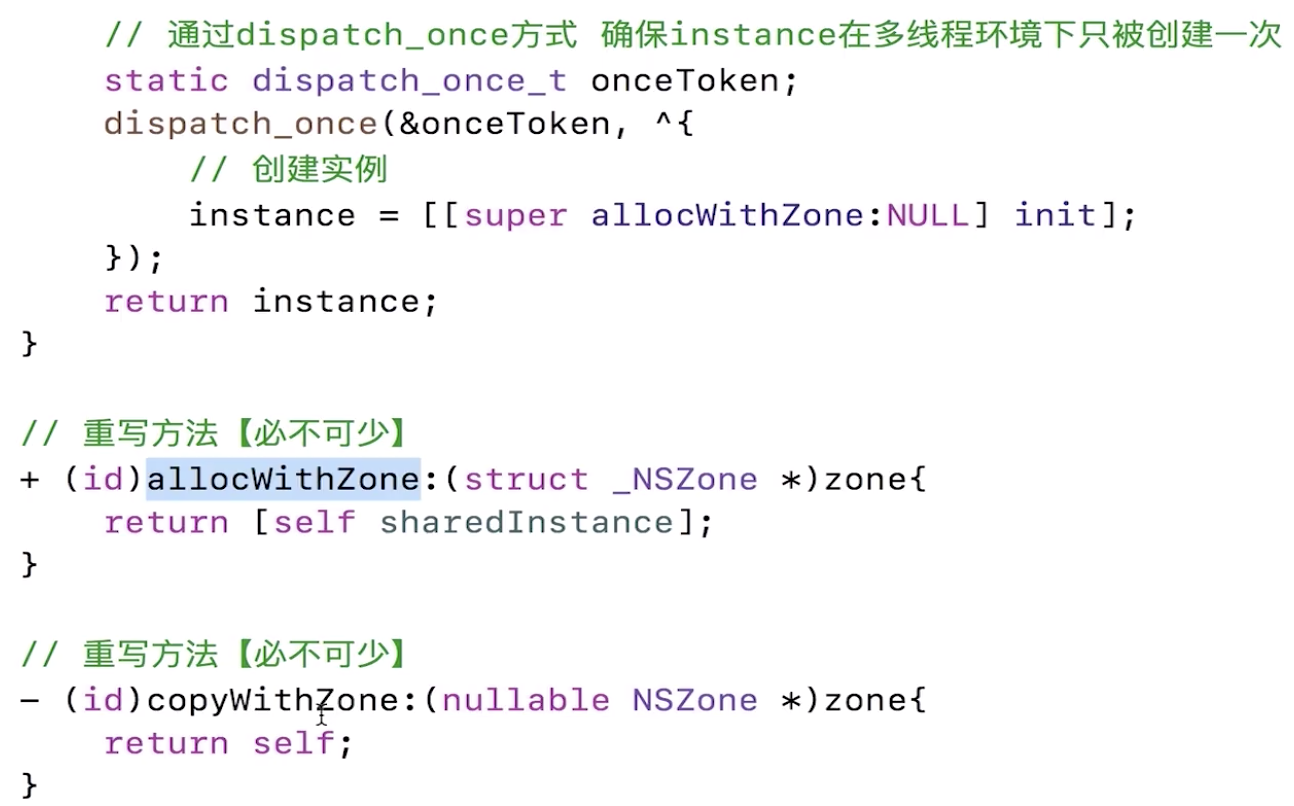 // 通过dispatch_once方式 确保instance在多线程环境下只被创建一次
static dispatch_once_t onceToken;
dispatch_once(&onceToken, ^{
// 创建实例
instance = [[super allocWithZone:NULL] init];
});
return instance;
}
// 重写方法【必不可少】
+ (id)allocWithZone:(struct _NSZone *)zone{
return [self sharedInstance];
}
// 重写方法【必不可少】
- (id)copyWithZone:(nullable NSZone *)zone{
return self;
}